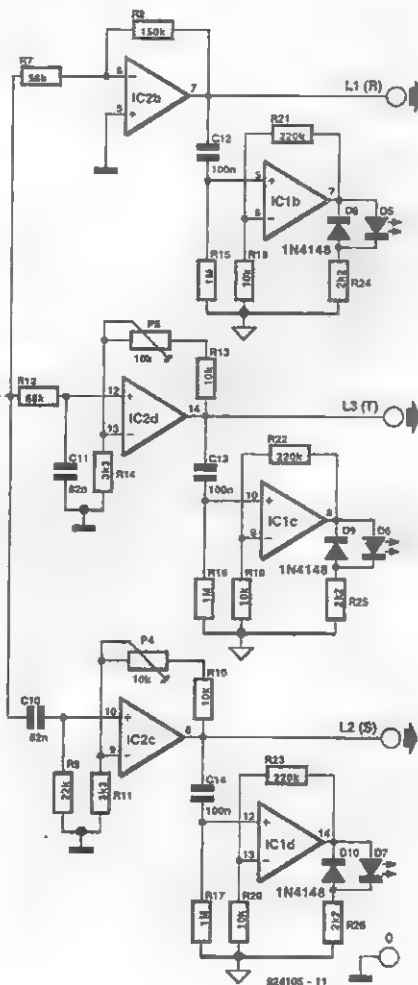 R8
150k
R7
56k
6
5
7
IC2b
L1 (R)
C12
100n
R21
220k
5
6
7
IC1b
D8
D5
1N4148
R15
1M
R18
10k
R24
2k2
P5
10k
R13
10k
R12
68k
12
13
14
IC2d
L3 (T)
C11
82n
R14
3k3
C13
100n
R22
220k
10
9
8
IC1c
D9
D6
1N4148
R16
1M
R19
10k
R25
2k2
P4
10k
R10
10k
C10
82n
10
9
8
IC2c
L2 (S)
R9
22k
R11
3k3
C14
100n
R23
220k
12
13
14
IC1d
D10
D7
1N4148
R17
1M
R20
10k
R26
2k2
0
924105 - 11